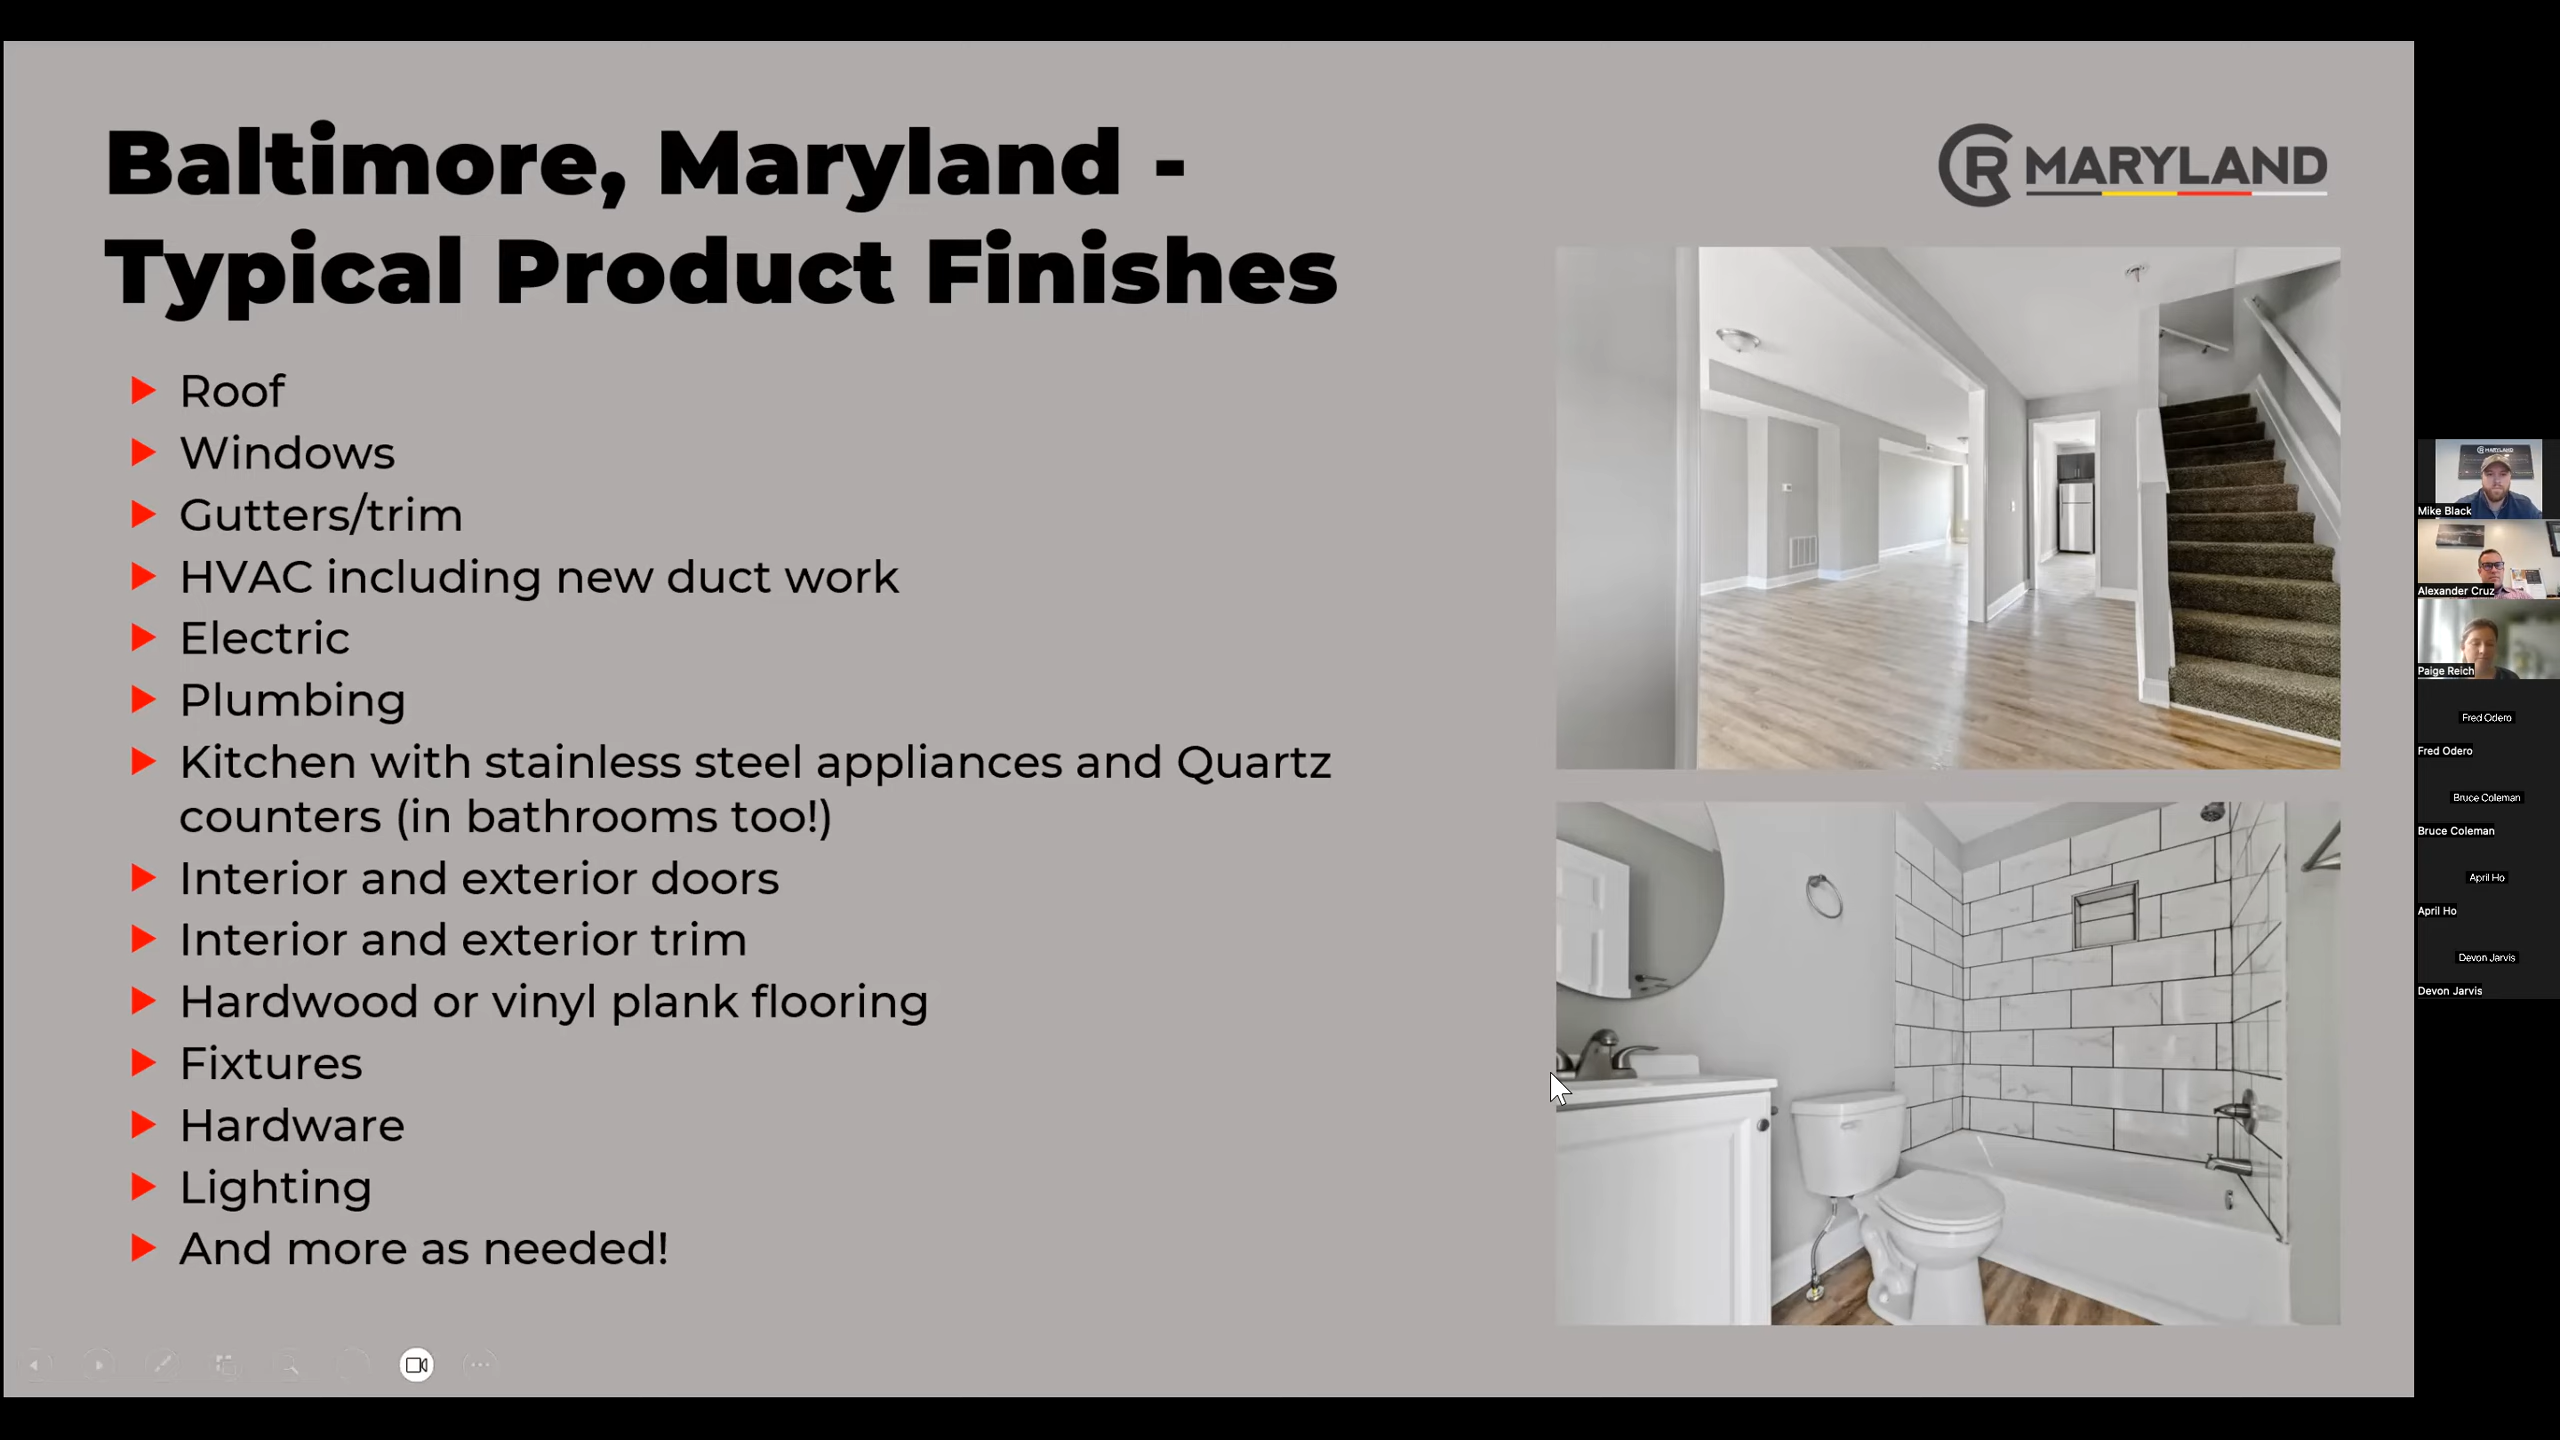 Baltimore, Maryland -
Typical Product Finishes
CR MARYLAND
Roof
Windows
Gutters/trim
HVAC including new duct work
Electric
Plumbing
Kitchen with stainless steel appliances and Quartz
counters (in bathrooms too!)
Interior and exterior doors
Interior and exterior trim
Hardwood or vinyl plank flooring
Fixtures
Hardware
Lighting
And more as needed!
MARYLAND
Mike Black
Alexander Cruz
Paige Reich
Fred Odero
Fred Odero
Bruce Coleman
Bruce Coleman
April Ho
April Ho
Devon Jarvis
Devon Jarvis